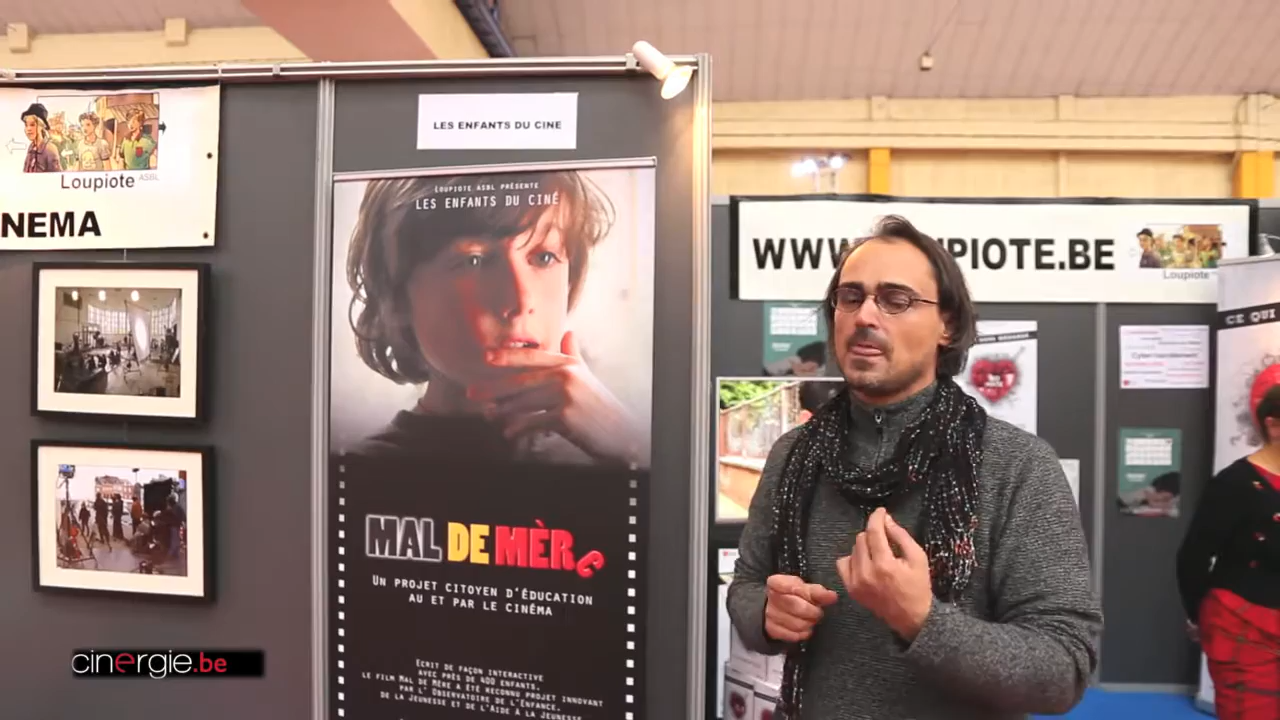 Loupiote ASBL
NEMA
LES ENFANTS DU CINE
LOUPIOTE ASBL PRÉSENTE
LES ENFANTS DU CINÉ
MAL DE MÈRe
UN PROJET CITOYEN D'ÉDUCATION
AU ET PAR LE CINÉMA
ECRIT DE FAÇON INTERACTIVE
AVEC PRÈS DE 400 ENFANTS.
LE FILM MAL DE MÈRE A ÉTÉ RECONNU PROJET INNOVANT
PAR L'OBSERVATOIRE DE L'ENFANCE,
DE LA JEUNESSE ET DE L'AIDE À LA JEUNESSE
WWW. UPIOTE.BE
Loupiote
CE QUI
Cyberharcèlement
cinergie.be